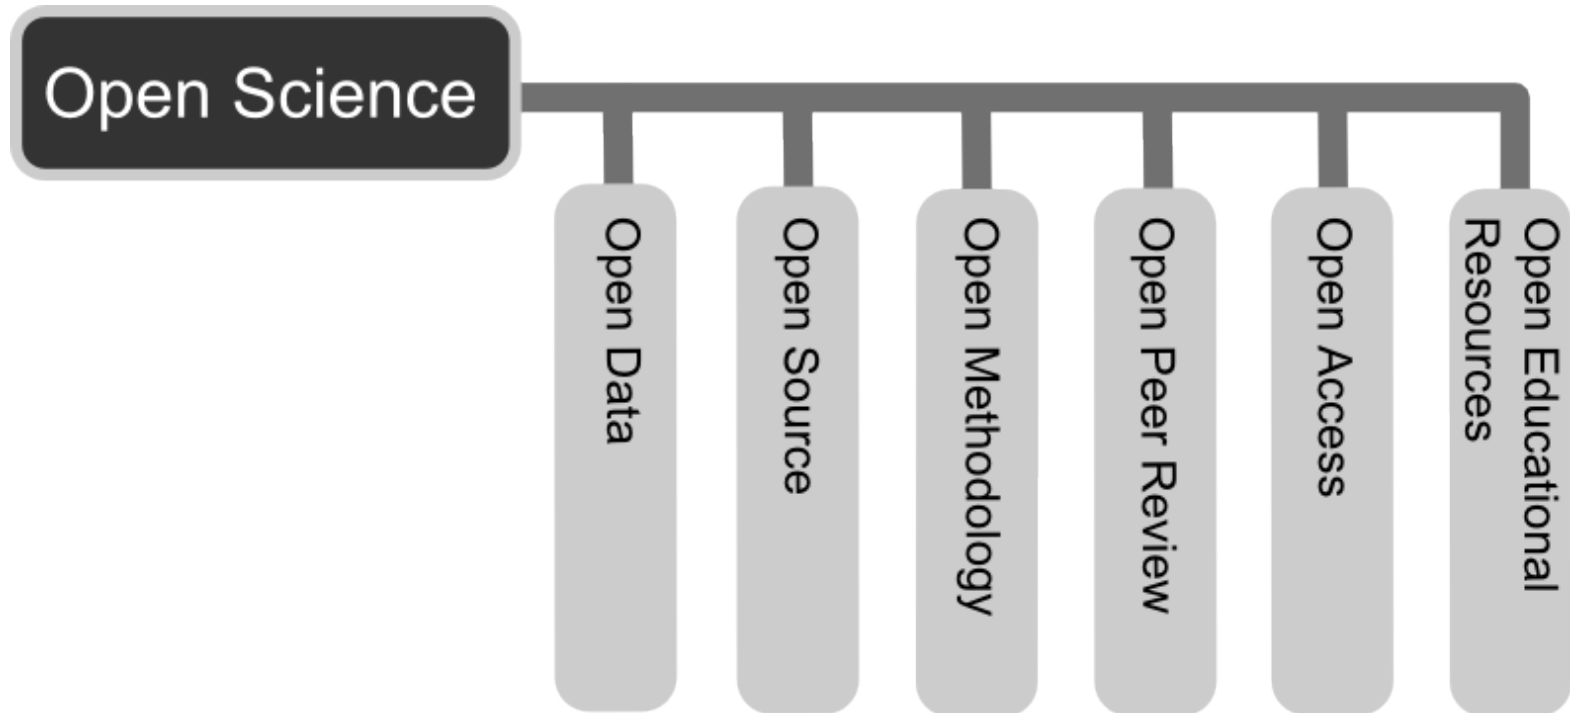 Open Science
Open Data
Open Source
Open Methodology
Open Peer Review
Open Access
Open Educational
Resources